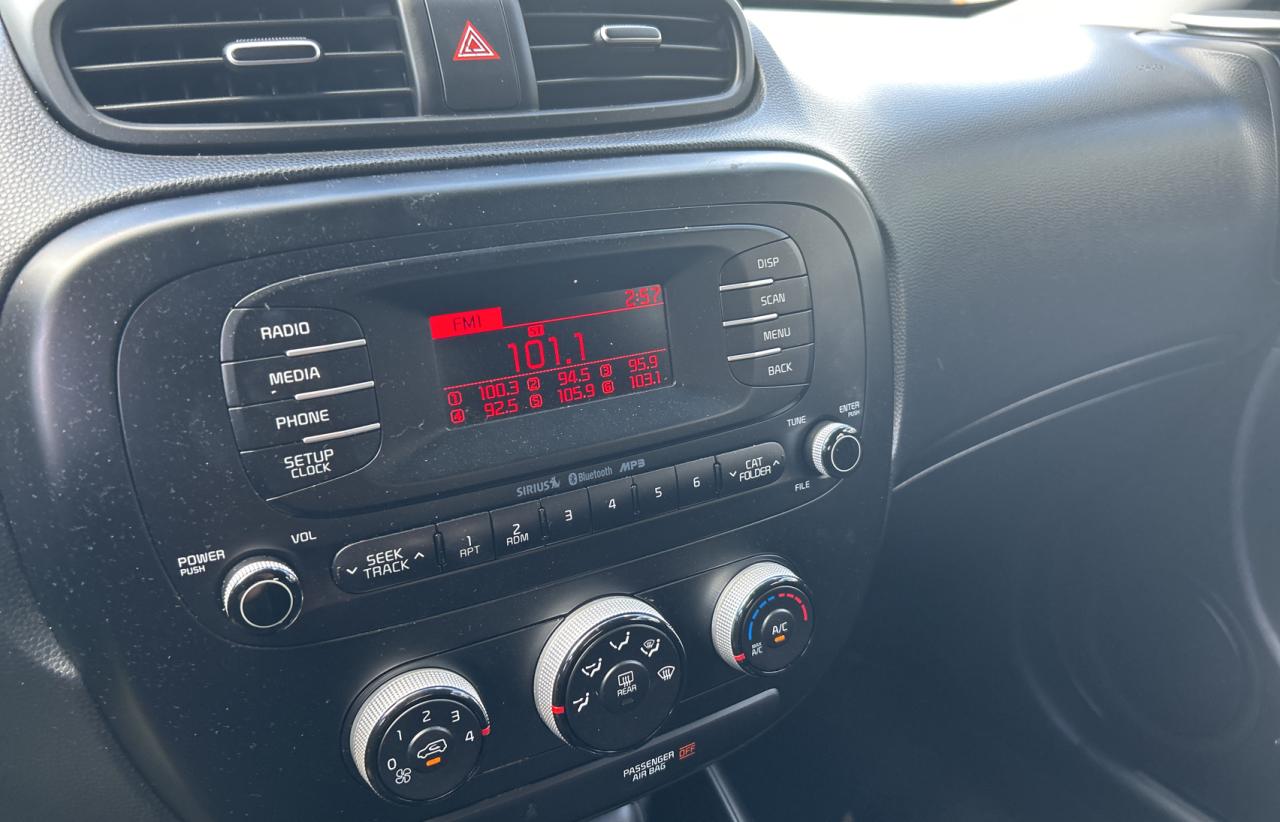 2:57
FM1
ST
101.1
1 100.3 2 94.5 3 95.9
4 92.5 5 105.9 6 103.1
RADIO
MEDIA
PHONE
SETUP
CLOCK
DISP
SCAN
MENU
BACK
SIRIUS Bluetooth MP3
TUNE
ENTER
PUSH
FILE
POWER
PUSH
VOL
SEEK
TRACK
1
RPT
2
RDM
3
4
5
6
CAT
FOLDER
0 1 2 3 4
REAR
A/C
MAX
A/C
PASSENGER
AIR BAG
OFF